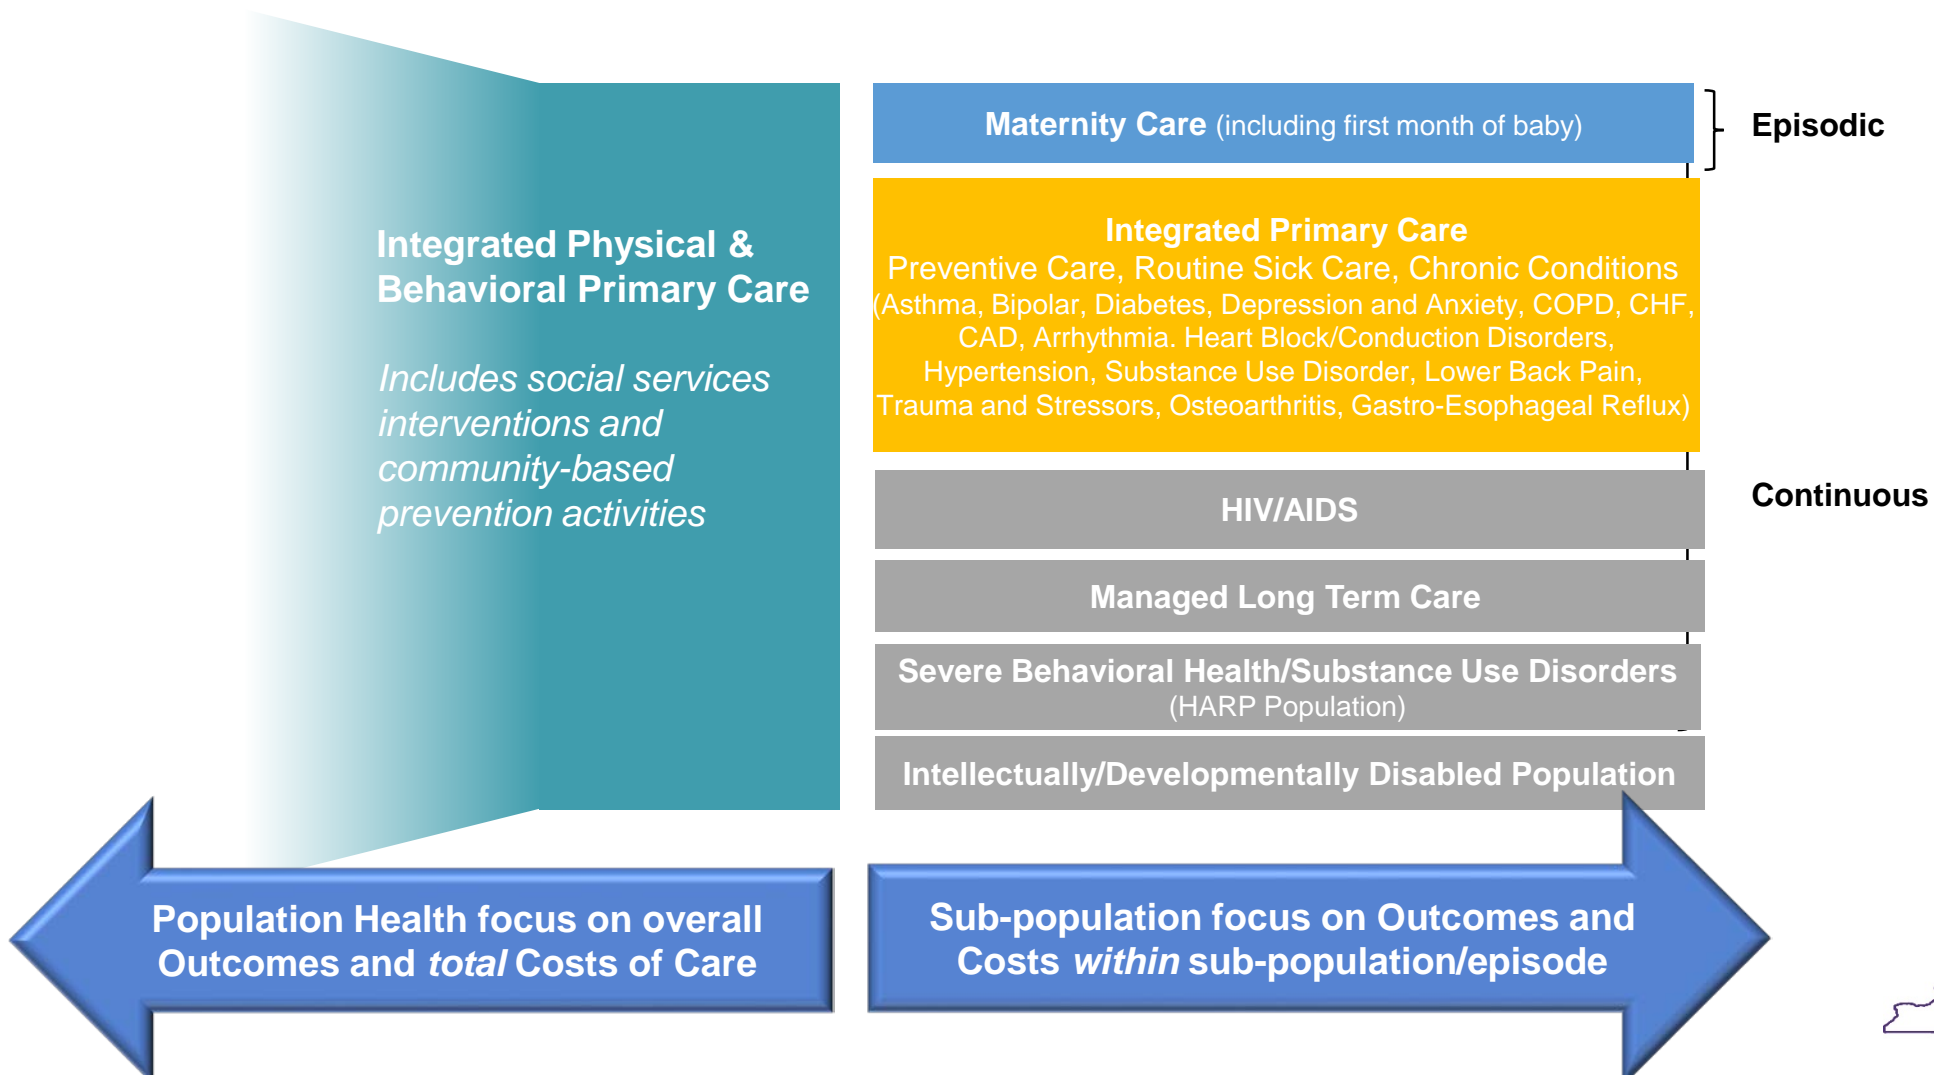 Integrated Physical &
Behavioral Primary Care
Includes social services
interventions and
community-based
prevention activities
Maternity Care (including first month of baby)
Episodic
Integrated Primary Care
Preventive Care, Routine Sick Care, Chronic Conditions
(Asthma, Bipolar, Diabetes, Depression and Anxiety, COPD, CHF,
CAD, Arrhythmia. Heart Block/Conduction Disorders,
Hypertension, Substance Use Disorder, Lower Back Pain,
Trauma and Stressors, Osteoarthritis, Gastro-Esophageal Reflux)
HIV/AIDS
Continuous
Managed Long Term Care
Severe Behavioral Health/Substance Use Disorders
(HARP Population)
Intellectually/Developmentally Disabled Population
Population Health focus on overall
Outcomes and total Costs of Care
Sub-population focus on Outcomes and
Costs within sub-population/episode